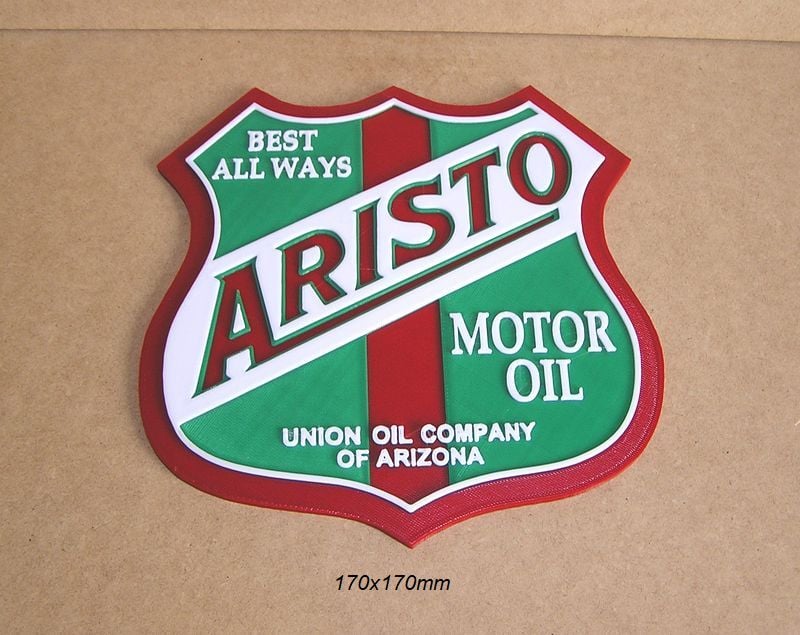 BEST
ALL WAYS
ARISTO
MOTOR
OIL
UNION OIL COMPANY
OF ARIZONA
170x170mm